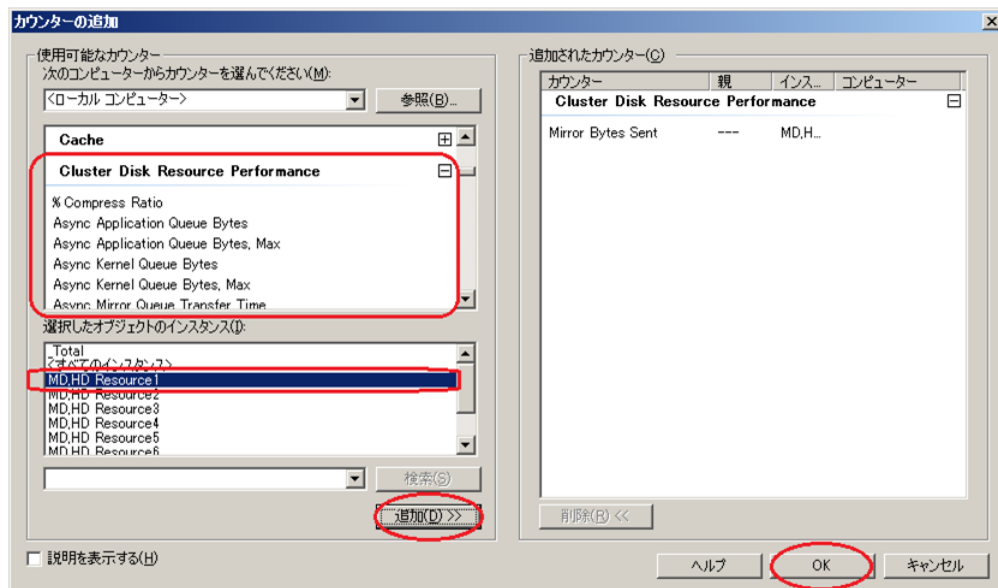 カウンターの追加
使用可能なカウンター
次のコンピューターからカウンターを選んでください(M):
<ローカル コンピューター>
参照(B)...
Cache
Cluster Disk Resource Performance
% Compress Ratio
Async Application Queue Bytes
Async Application Queue Bytes, Max
Async Kernel Queue Bytes
Async Kernel Queue Bytes, Max
Async Mirror Queue Transfer Time
選択したオブジェクトのインスタンス(I):
_Total
<すべてのインスタンス>
MD,HD Resource1
MD,HD Resource2
MD,HD Resource3
MD,HD Resource4
MD,HD Resource5
MD,HD Resource6
検索(S)
追加(D) >>
説明を表示する(H)
追加されたカウンター(C)
カウンター 親 インス... コンピューター
Cluster Disk Resource Performance
Mirror Bytes Sent --- MD,H...
削除(R) <<
ヘルプ
OK
キャンセル